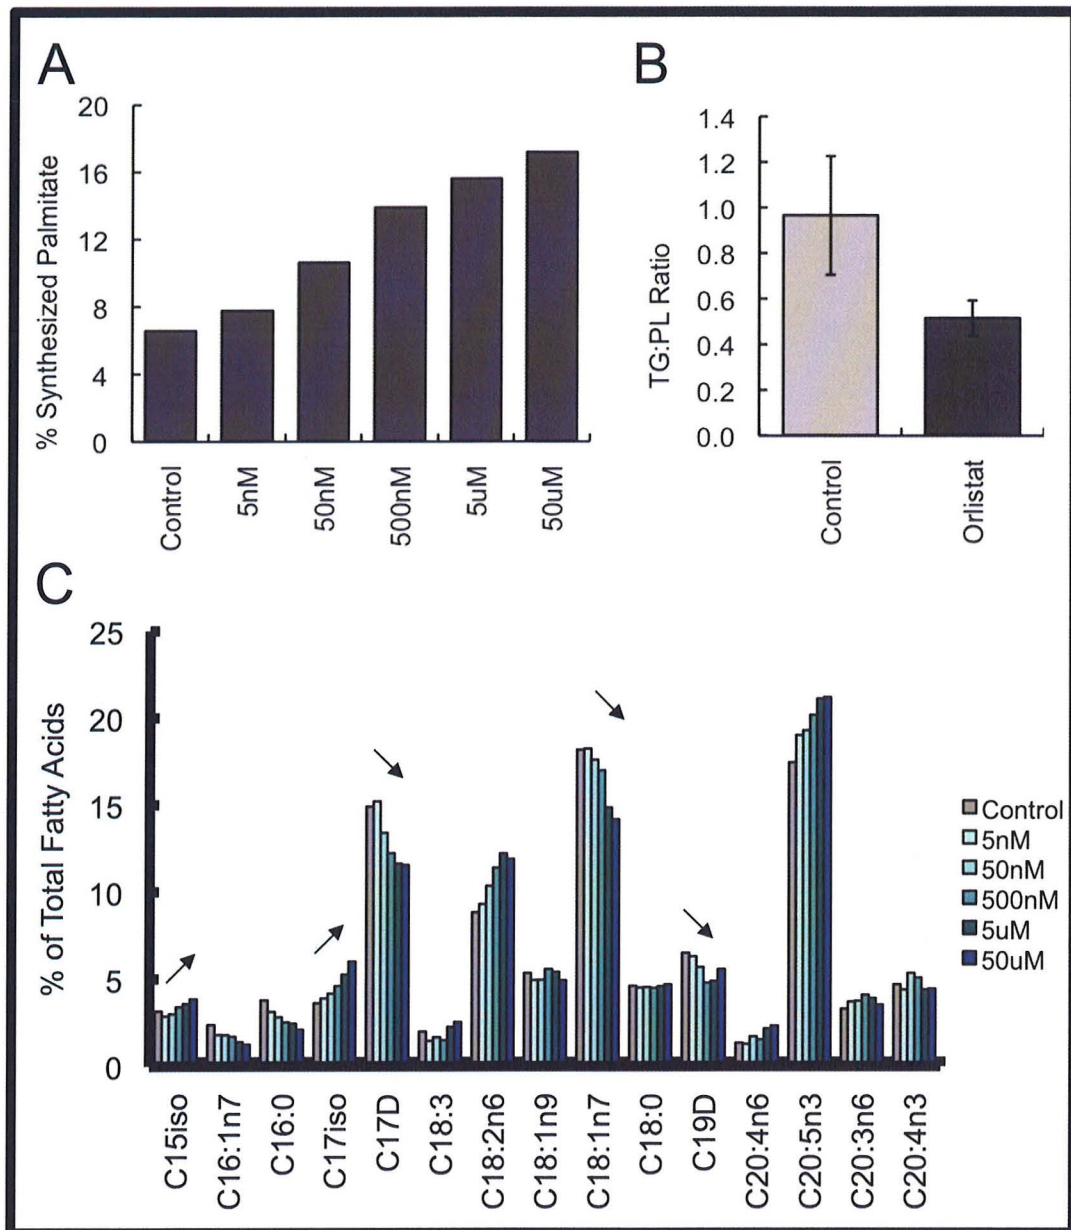 A
% Synthesized Palmitate
20
16
12
8
4
0
Control
5nM
50nM
500nM
5uM
50uM
B
TG:PL Ratio
1.4
1.2
1.0
0.8
0.6
0.4
0.2
0.0
Control
Orlistat
C
% of Total Fatty Acids
25
20
15
10
5
0
C15iso
C16:1n7
C16:0
C17iso
C17D
C18:3
C18:2n6
C18:1n9
C18:1n7
C18:0
C19D
C20:4n6
C20:5n3
C20:3n6
C20:4n3
Control
5nM
50nM
500nM
5uM
50uM